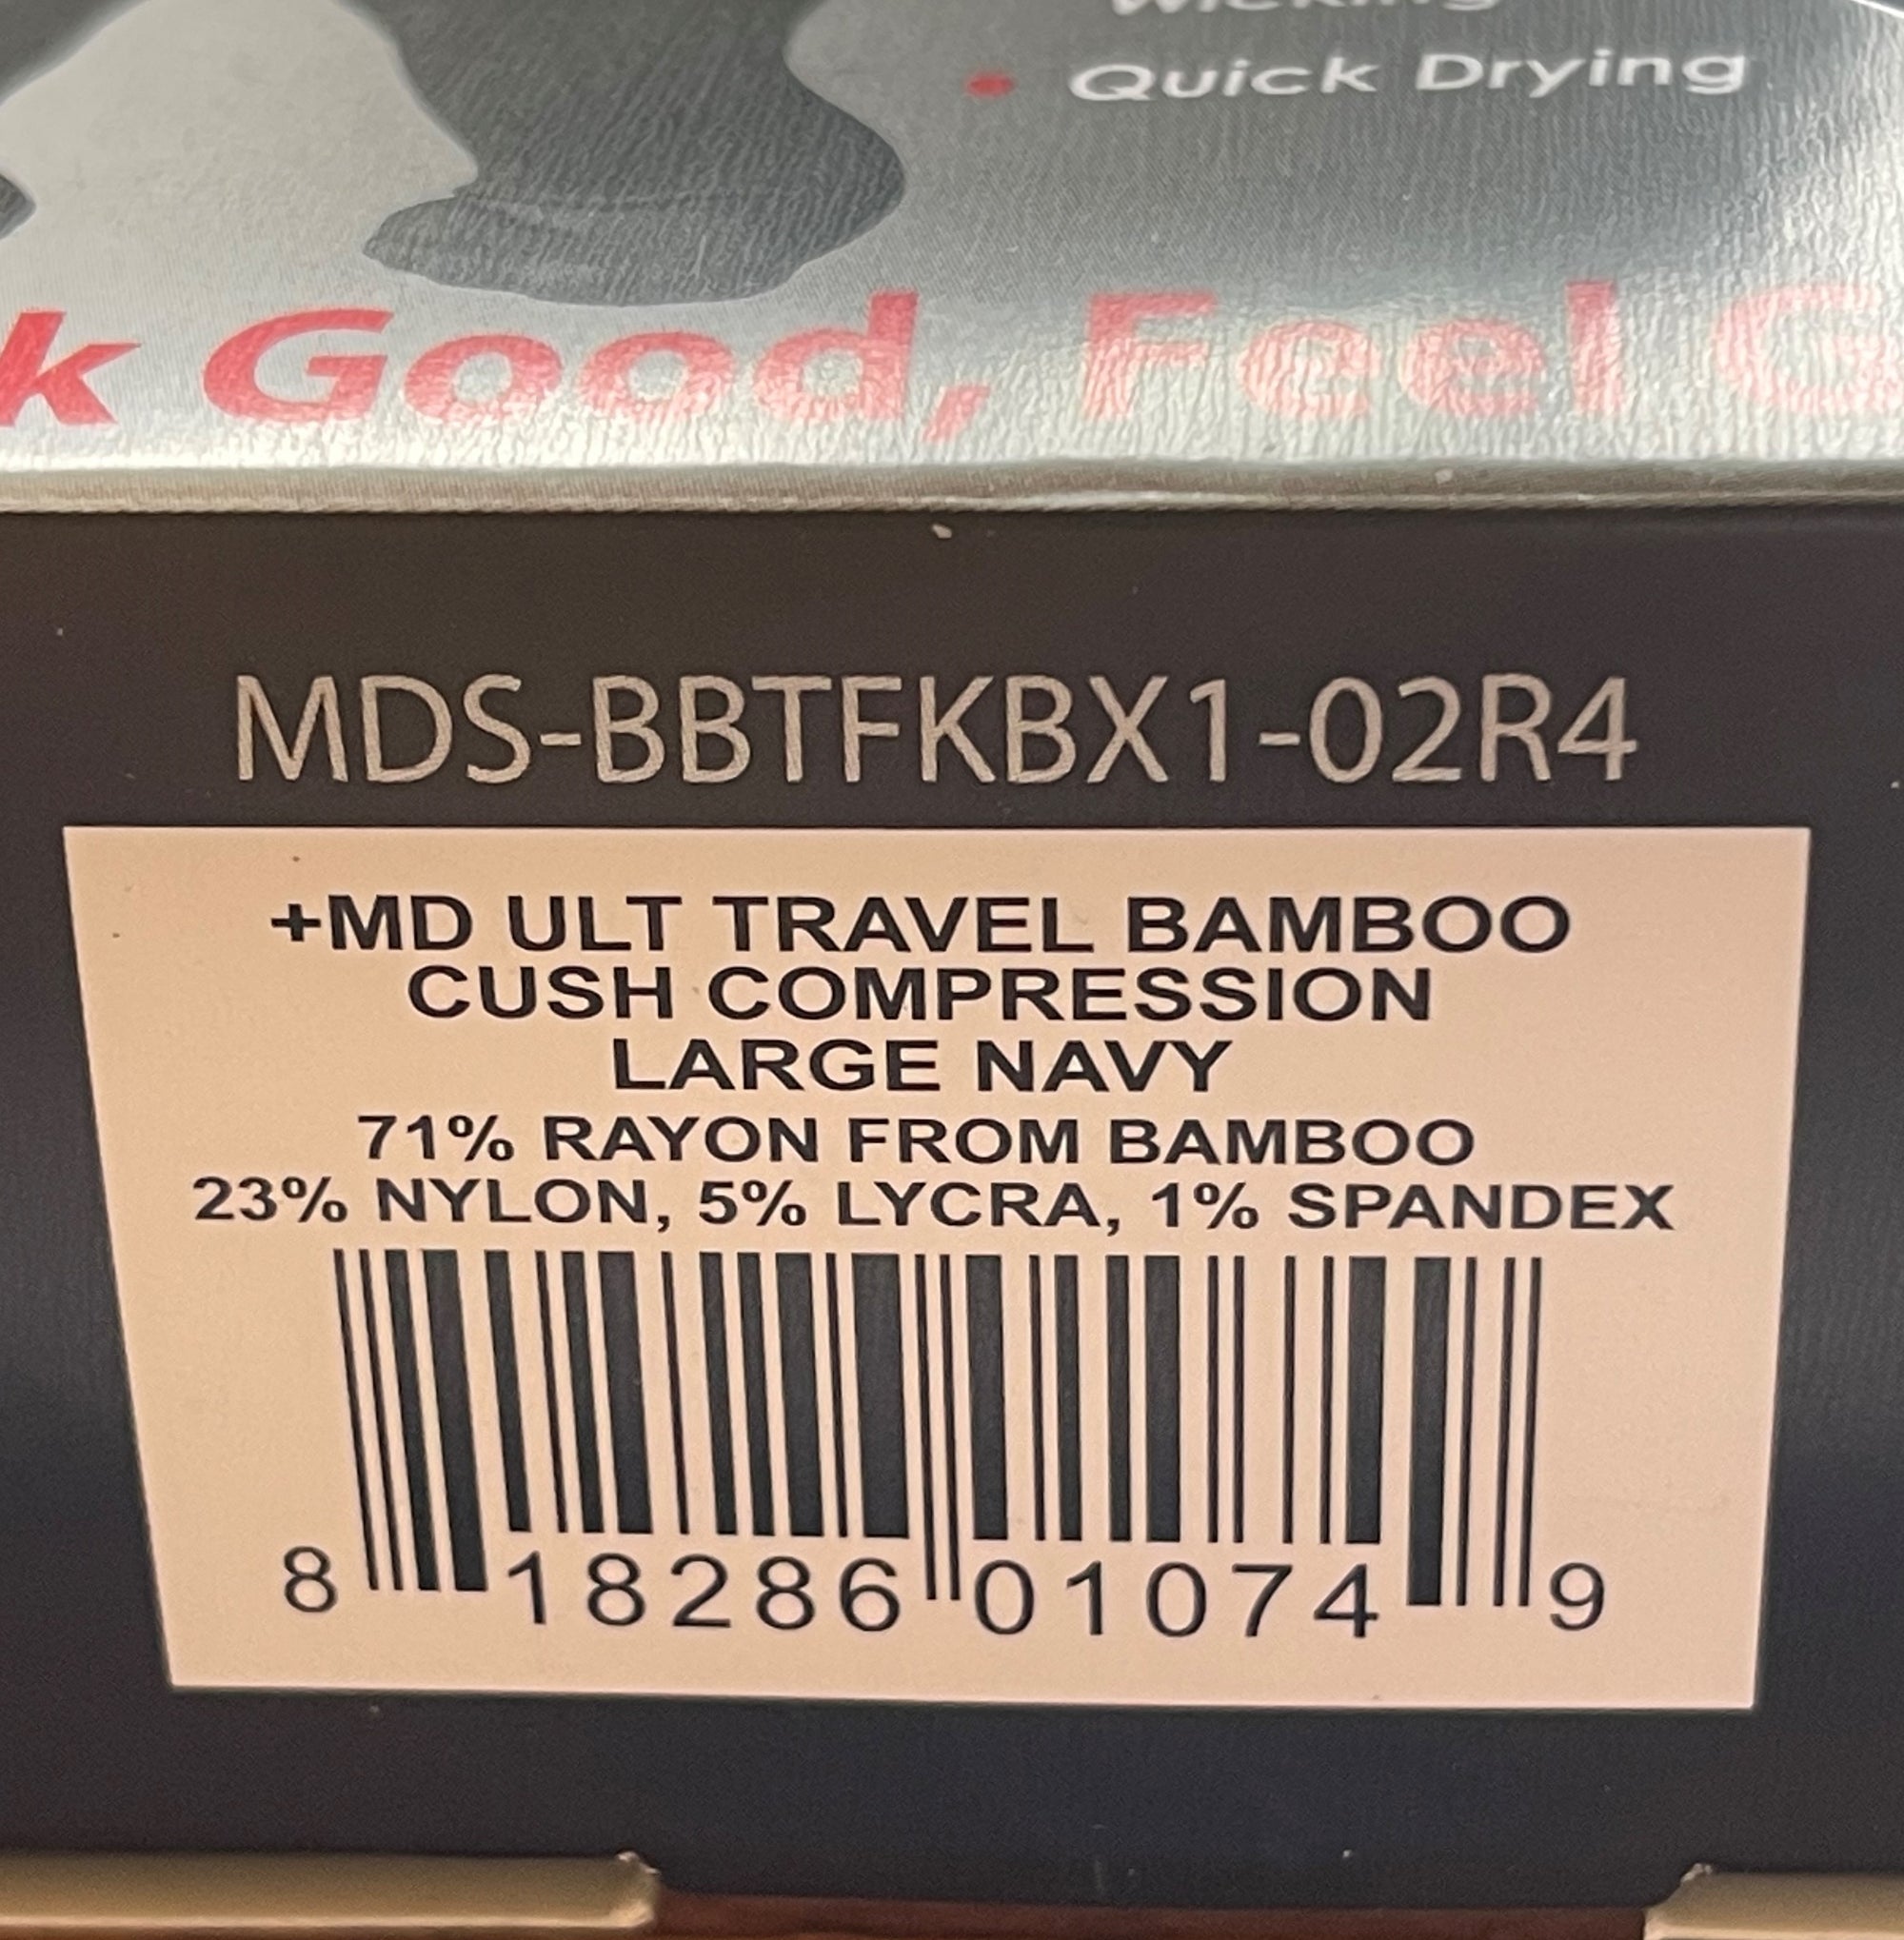 Wicking
• Quick Drying
k Good, Feel G
MDS-BBTFKBX1-02R4
+MD ULT TRAVEL BAMBOO
CUSH COMPRESSION
LARGE NAVY
71% RAYON FROM BAMBOO
23% NYLON, 5% LYCRA, 1% SPANDEX
8 18286 01074 9